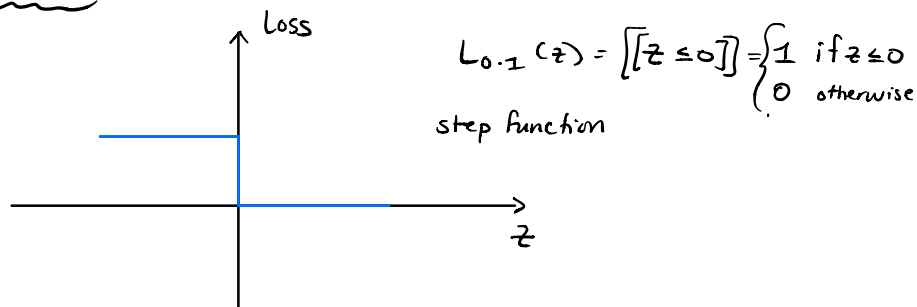 Loss
L₀.₁ (z) = [[z ≤ 0]] = { 1 if z ≤ 0
0 otherwise
step function
z